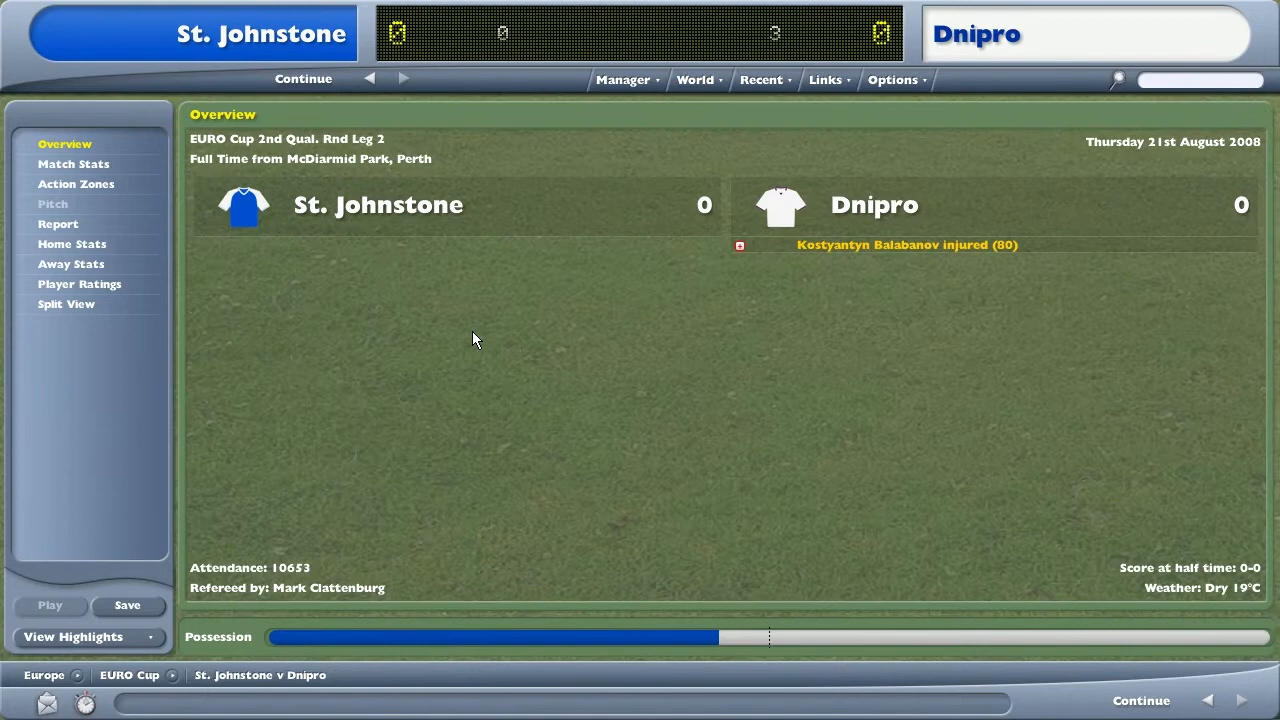 St. Johnstone
0 0 3 0
Dnipro
Continue
Manager
World
Recent
Links
Options
Overview
Match Stats
Action Zones
Pitch
Report
Home Stats
Away Stats
Player Ratings
Split View
Play
Save
View Highlights
Overview
EURO Cup 2nd Qual. Rnd Leg 2
Thursday 21st August 2008
Full Time from McDiarmid Park, Perth
St. Johnstone 0
Dnipro 0
Kostyantyn Balabanov injured (80)
Attendance: 10653
Score at half time: 0-0
Refereed by: Mark Clattenburg
Weather: Dry 19°C
Possession
Europe
EURO Cup
St. Johnstone v Dnipro
Continue